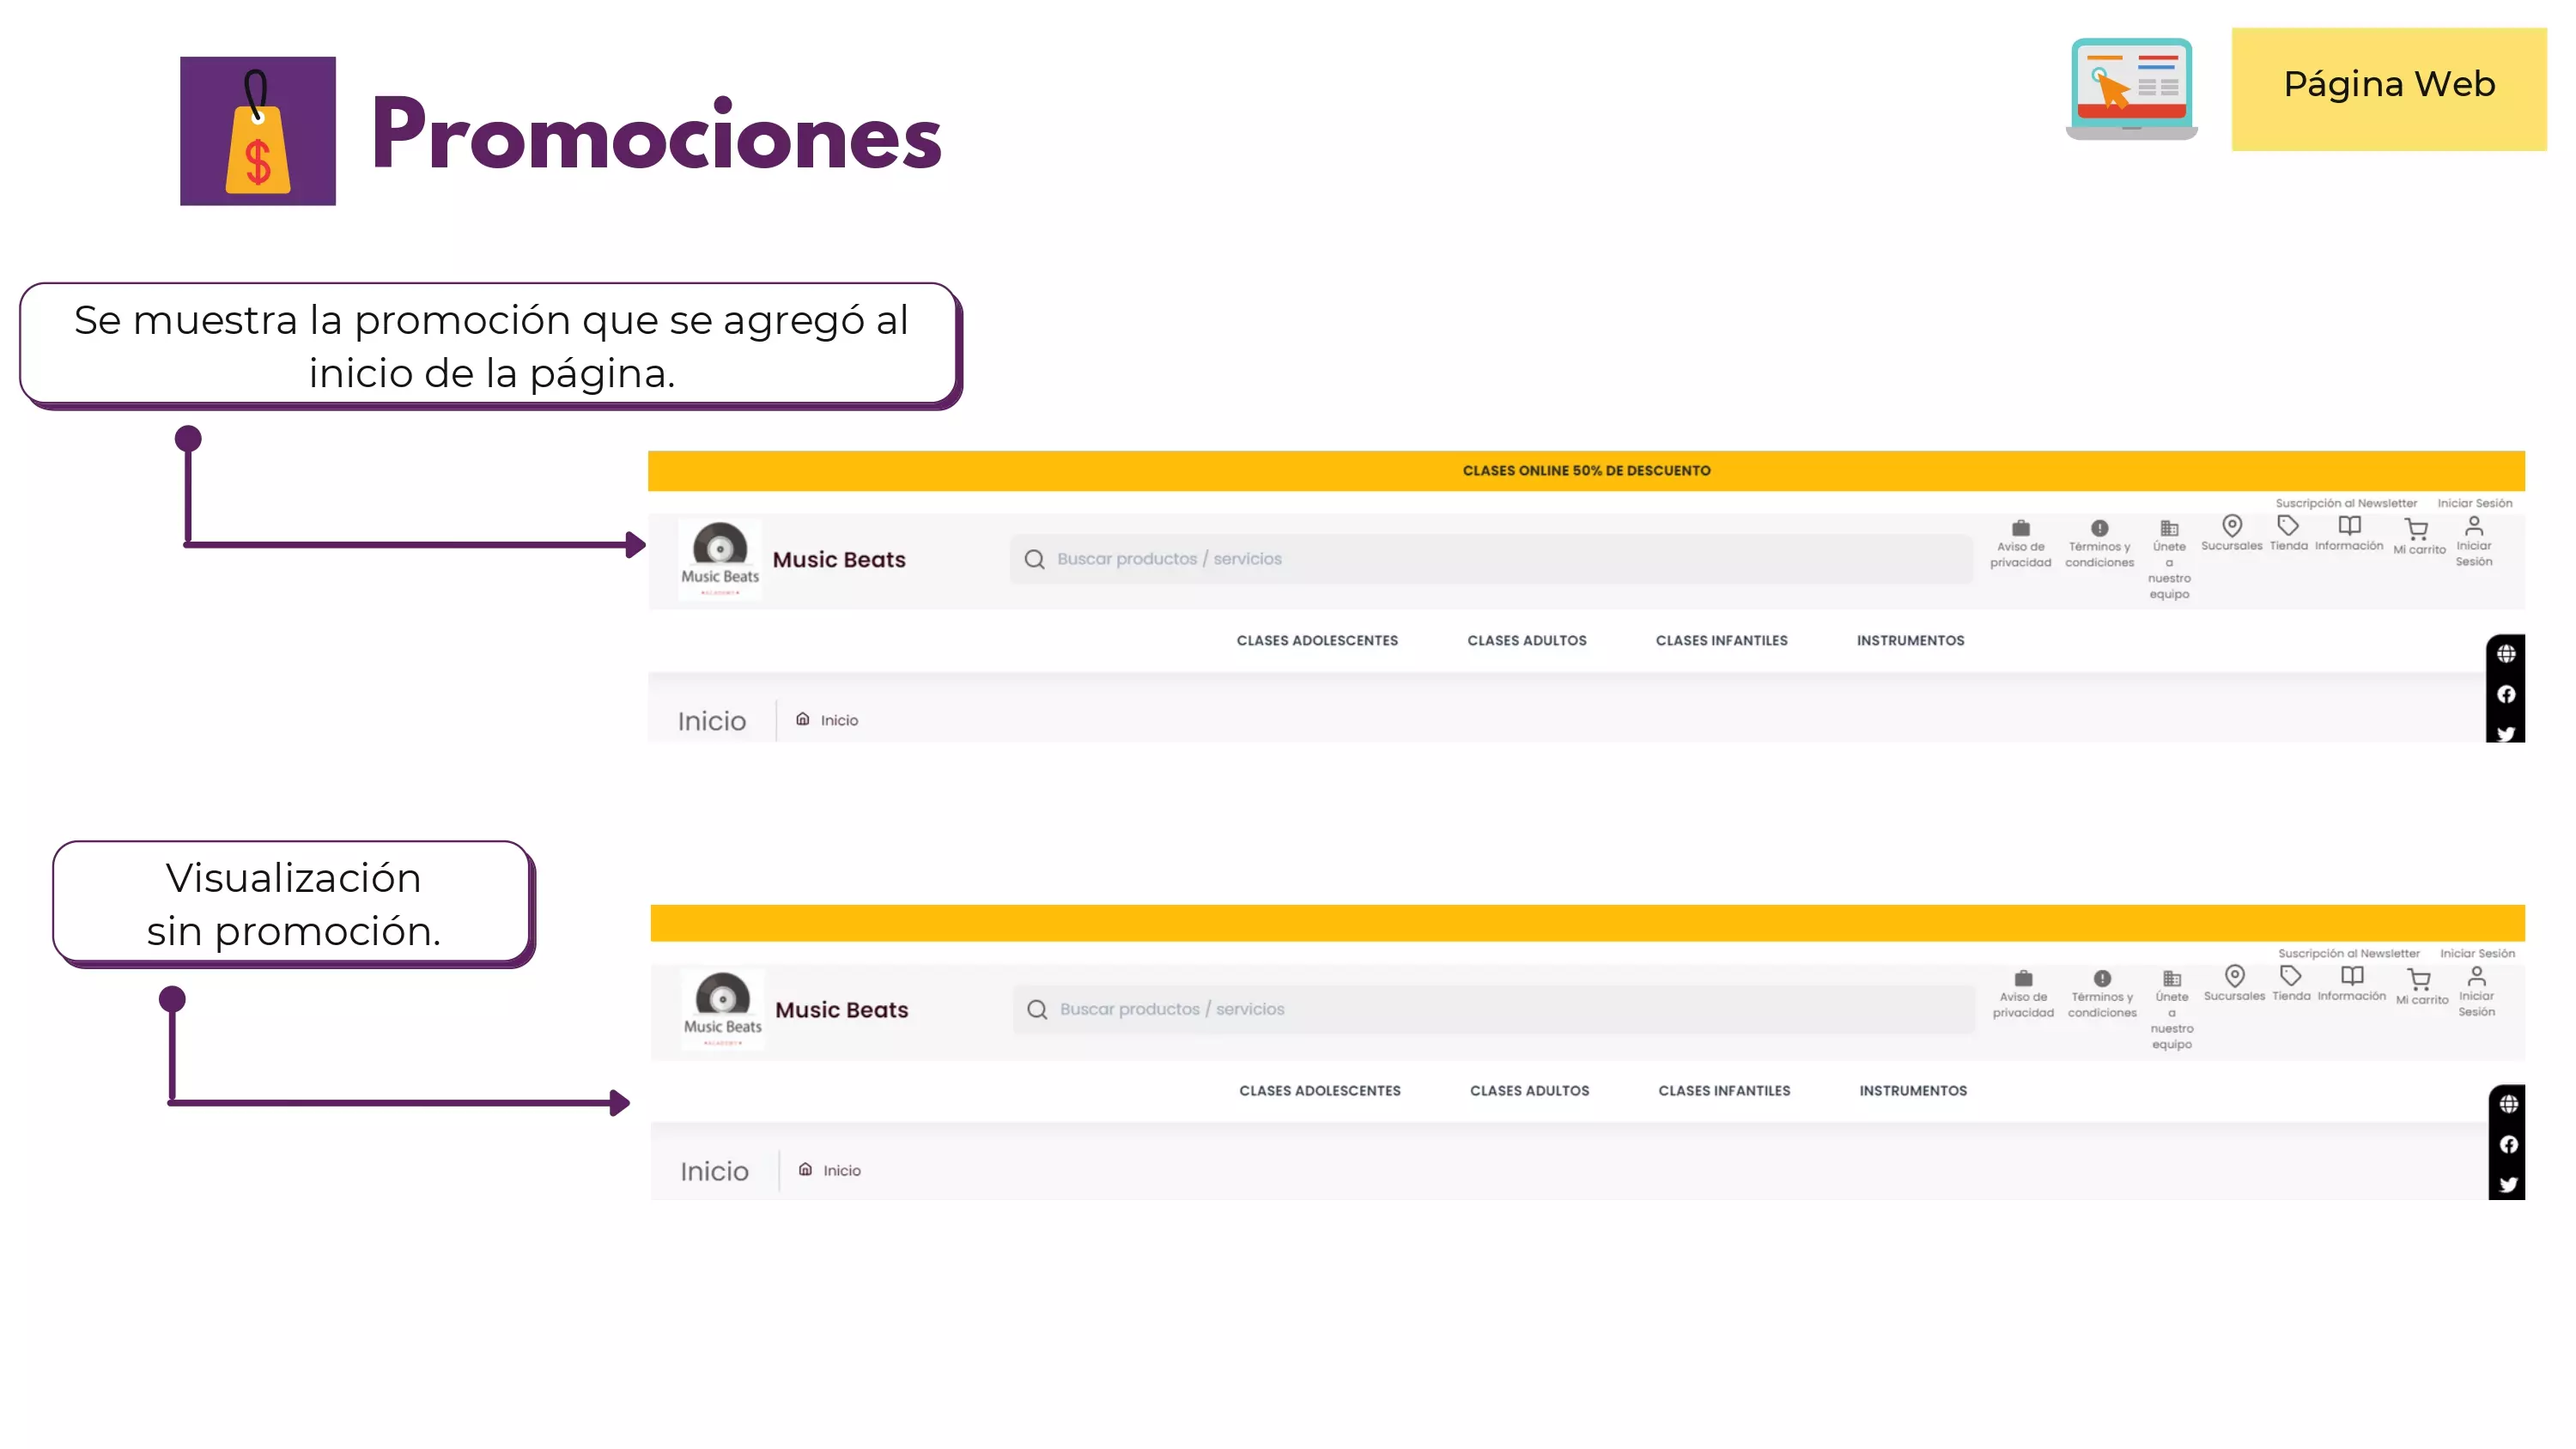 Promociones
Página Web
Se muestra la promoción que se agregó al
inicio de la página.
CLASES ONLINE 50% DE DESCUENTO
Suscripción al Newsletter Iniciar Sesión
Music Beats
ACADEMY
Music Beats
Buscar productos / servicios
Aviso de
privacidad
Términos y
condiciones
Únete
a
nuestro
equipo
Sucursales
Tienda
Información
Mi carrito
Iniciar
Sesión
CLASES ADOLESCENTES CLASES ADULTOS CLASES INFANTILES INSTRUMENTOS
Inicio
Inicio
Visualización
sin promoción.
Suscripción al Newsletter Iniciar Sesión
Music Beats
ACADEMY
Music Beats
Buscar productos / servicios
Aviso de
privacidad
Términos y
condiciones
Únete
a
nuestro
equipo
Sucursales
Tienda
Información
Mi carrito
Iniciar
Sesión
CLASES ADOLESCENTES CLASES ADULTOS CLASES INFANTILES INSTRUMENTOS
Inicio
Inicio